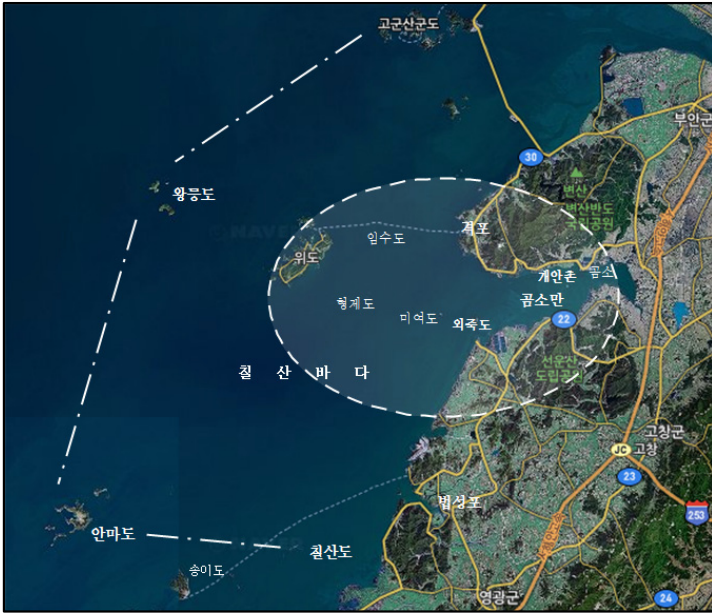 고군산군도
부안군
30
왕릉도
변산
변산반도
국립공원
임수도
격포
위도
개안촌
곰소
형제도
미여도
외죽도
곰소만
22
칠 산 바 다
선운산
도립공원
고창군
JC 고창
23
법성포
253
안마도
칠산도
송이도
영광군
24